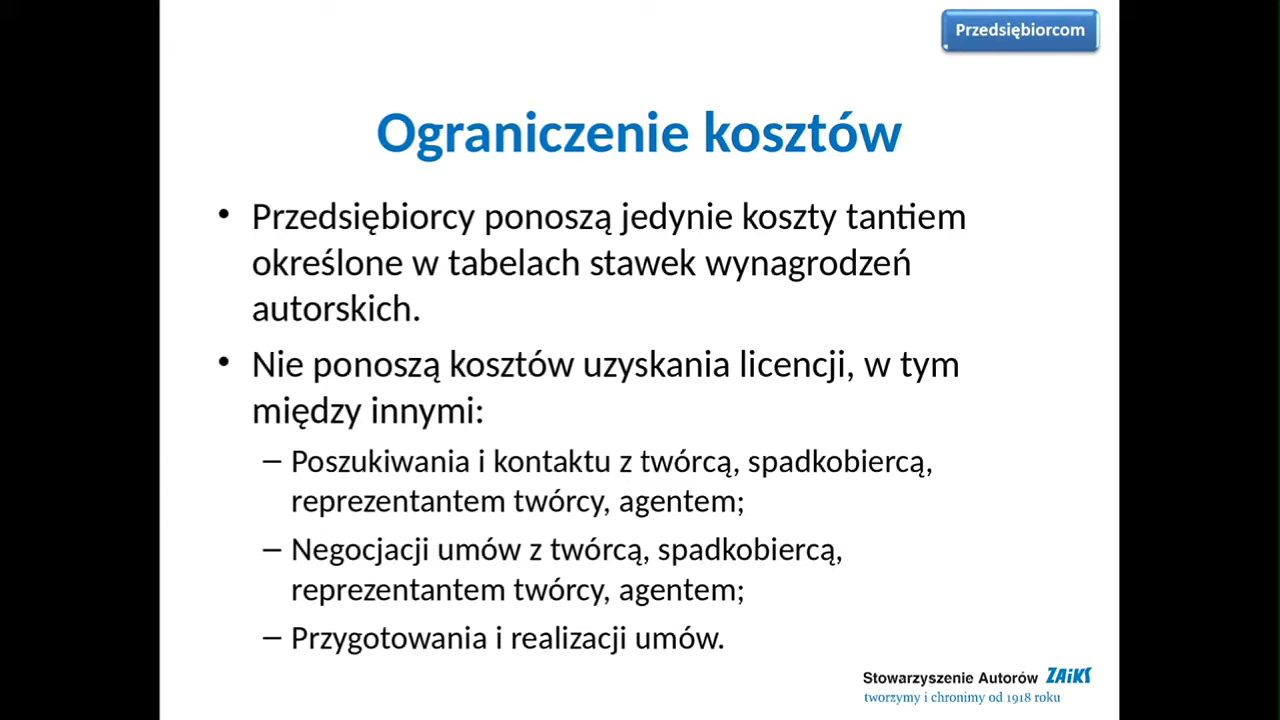 Przedsiębiorcom
Ograniczenie kosztów
• Przedsiębiorcy ponoszą jedynie koszty tantiem
określone w tabelach stawek wynagrodzeń
autorskich.
• Nie ponoszą kosztów uzyskania licencji, w tym
między innymi:
– Poszukiwania i kontaktu z twórcą, spadkobiercą,
reprezentantem twórcy, agentem;
– Negocjacji umów z twórcą, spadkobiercą,
reprezentantem twórcy, agentem;
– Przygotowania i realizacji umów.
Stowarzyszenie Autorów ZAiKS
tworzymy i chronimy od 1918 roku